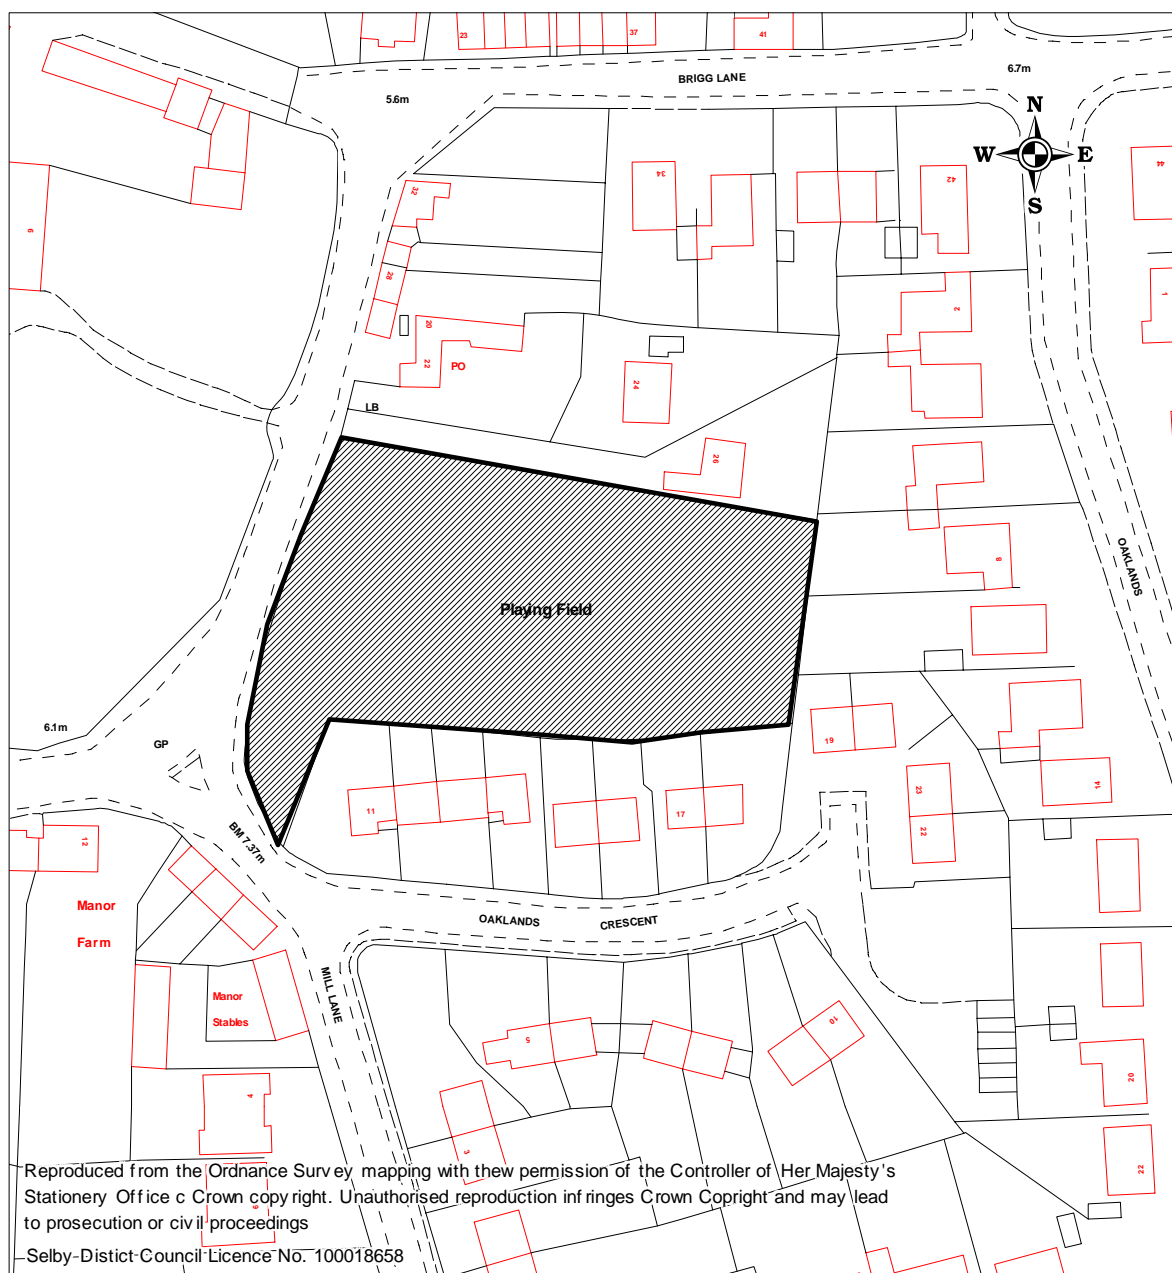 23
37
41
BRIGG LANE
6.7m
5.6m
N
W E
S
44
34
42
32
9
28
1
2
20
22
PO
24
LB
26
OAKLANDS
8
Playing Field
6.1m
GP
19
14
23
11
17
22
BM 7.37m
12
Manor
Farm
OAKLANDS CRESCENT
MILL LANE
Manor
Stables
10
5
20
4
3
22
Reproduced from the Ordnance Survey mapping with thew permission of the Controller of Her Majesty's
Stationery Office c Crown copyright. Unauthorised reproduction infringes Crown Copright and may lead
to prosecution or civil proceedings
Selby Distict Council Licence No. 100018658